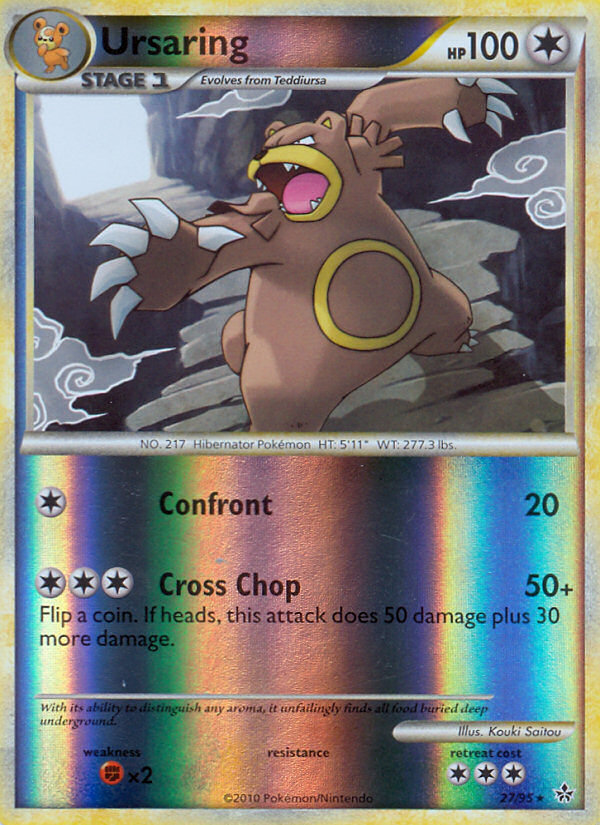 Ursaring HP100
STAGE 1 Evolves from Teddiursa
NO. 217 Hibernator Pokémon HT: 5'11" WT: 277.3 lbs.
Confront 20
Cross Chop 50+
Flip a coin. If heads, this attack does 50 damage plus 30
more damage.
With its ability to distinguish any aroma, it unfailingly finds all food buried deep
underground.
Illus. Kouki Saitou
weakness resistance retreat cost
×2
©2010 Pokémon/Nintendo 27/95 ★